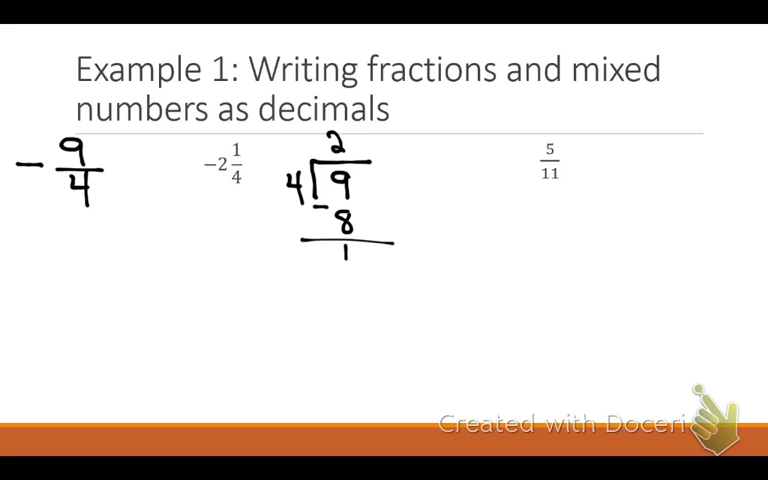 Example 1: Writing fractions and mixed
numbers as decimals
- 9/4
−2 1/4
2
4 9
- 8
1
5/11
Created with Doceri